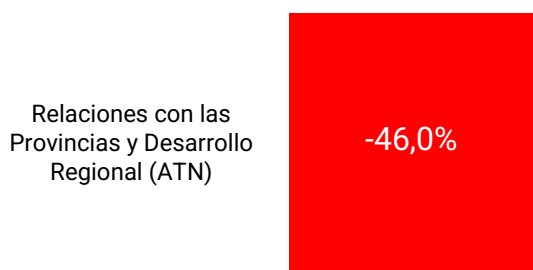 Relaciones con las
Provincias y Desarrollo
Regional (ATN)
-46,0%